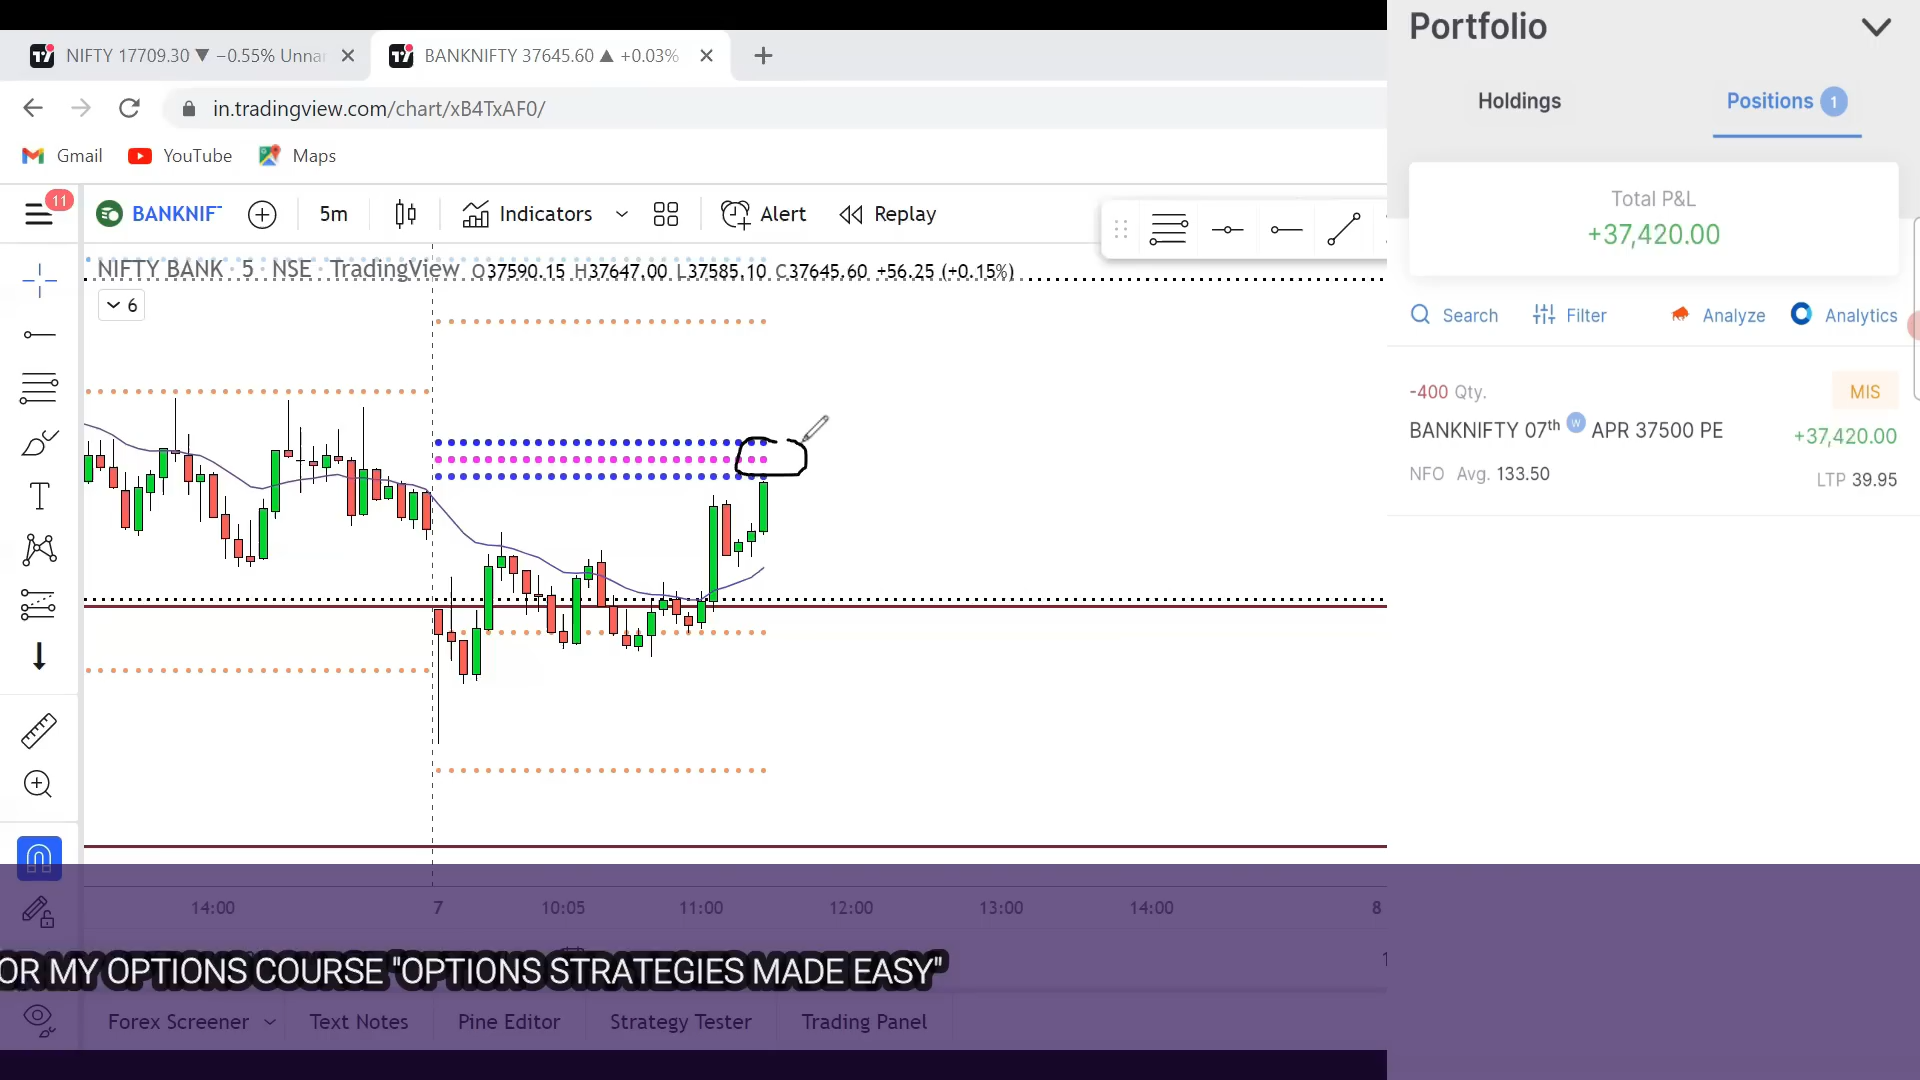 NIFTY 17709.30 ▼ −0.55% Unna
BANKNIFTY 37645.60 ▲ +0.03%
in.tradingview.com/chart/xB4TxAF0/
Gmail
YouTube
Maps
11
BANKNIF
5m
Indicators
Alert
Replay
NIFTY BANK · 5 · NSE · TradingView O37590.15 H37647.00 L37585.10 C37645.60 +56.25 (+0.15%)
6
14:00 7 10:05 11:00 12:00 13:00 14:00 8
OR MY OPTIONS COURSE "OPTIONS STRATEGIES MADE EASY"
Forex Screener
Text Notes
Pine Editor
Strategy Tester
Trading Panel
Portfolio
Holdings
Positions 1
Total P&L
+37,420.00
Search
Filter
Analyze
Analytics
-400 Qty.
MIS
BANKNIFTY 07th W APR 37500 PE
+37,420.00
NFO Avg. 133.50
LTP 39.95